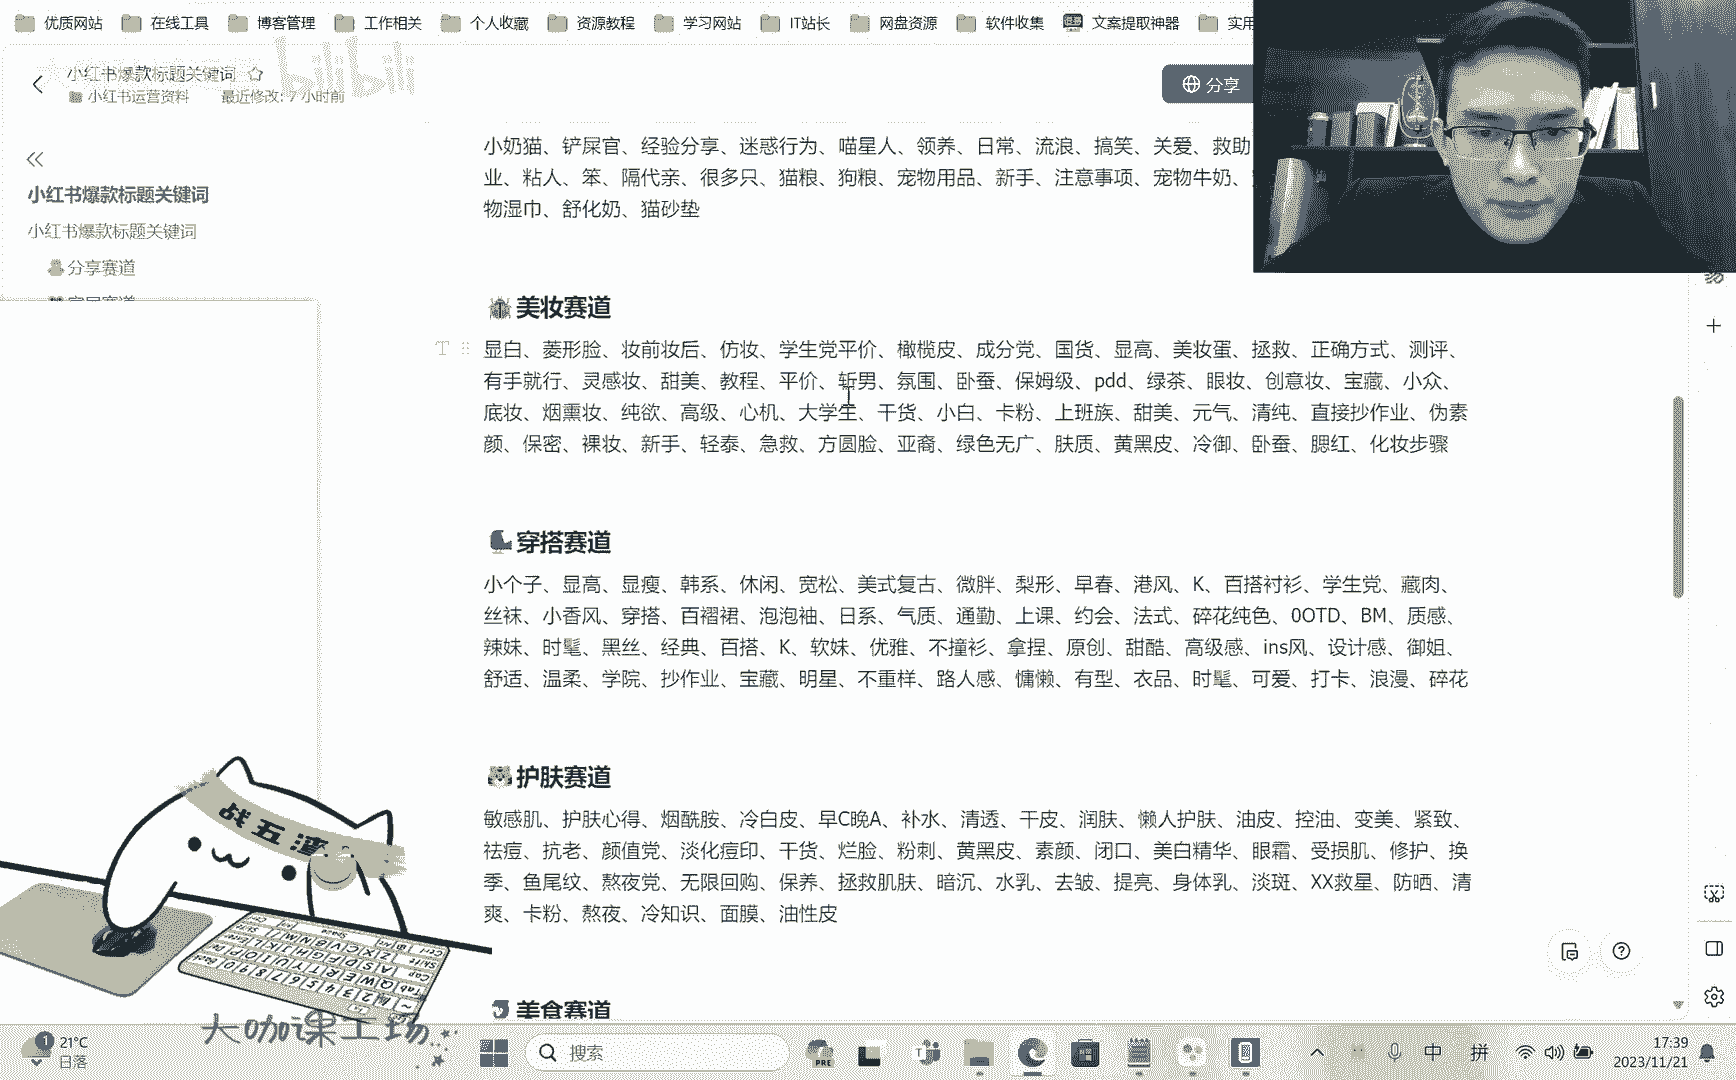 优质网站 在线工具 博客管理 工作相关 个人收藏 资源教程 学习网站 IT站长 网盘资源 软件收集 文案提取神器 实用
bilibili
小红书爆款标题关键词
小红书运营资料 最近修改: 7 小时前
分享
小红书爆款标题关键词
小红书爆款标题关键词
分享赛道
小奶猫、铲屎官、经验分享、迷惑行为、喵星人、领养、日常、流浪、搞笑、关爱、救助
业、粘人、笨、隔代亲、很多只、猫粮、狗粮、宠物用品、新手、注意事项、宠物牛奶、
物湿巾、舒化奶、猫砂垫
美妆赛道
显白、菱形脸、妆前妆后、仿妆、学生党平价、橄榄皮、成分党、国货、显高、美妆蛋、拯救、正确方式、测评、
有手就行、灵感妆、甜美、教程、平价、斩男、氛围、卧蚕、保姆级、pdd、绿茶、眼妆、创意妆、宝藏、小众、
底妆、烟熏妆、纯欲、高级、心机、大学生、干货、小白、卡粉、上班族、甜美、元气、清纯、直接抄作业、伪素
颜、保密、裸妆、新手、轻泰、急救、方圆脸、亚裔、绿色无广、肤质、黄黑皮、冷御、卧蚕、腮红、化妆步骤
穿搭赛道
小个子、显高、显瘦、韩系、休闲、宽松、美式复古、微胖、梨形、早春、港风、K、百搭衬衫、学生党、藏肉、
丝袜、小香风、穿搭、百褶裙、泡泡袖、日系、气质、通勤、上课、约会、法式、碎花纯色、0OTD、BM、质感、
辣妹、时髦、黑丝、经典、百搭、K、软妹、优雅、不撞衫、拿捏、原创、甜酷、高级感、ins风、设计感、御姐、
舒适、温柔、学院、抄作业、宝藏、明星、不重样、路人感、慵懒、有型、衣品、时髦、可爱、打卡、浪漫、碎花
护肤赛道
敏感肌、护肤心得、烟酰胺、冷白皮、早C晚A、补水、清透、干皮、润肤、懒人护肤、油皮、控油、变美、紧致、
祛痘、抗老、颜值党、淡化痘印、干货、烂脸、粉刺、黄黑皮、素颜、闭口、美白精华、眼霜、受损肌、修护、换
季、鱼尾纹、熬夜党、无限回购、保养、拯救肌肤、暗沉、水乳、去皱、提亮、身体乳、淡斑、XX救星、防晒、清
爽、卡粉、熬夜、冷知识、面膜、油性皮
美食赛道
战五渣
大咖课工场
1 21°C
日落
搜索
PRE
中 拼
17:39
2023/11/21